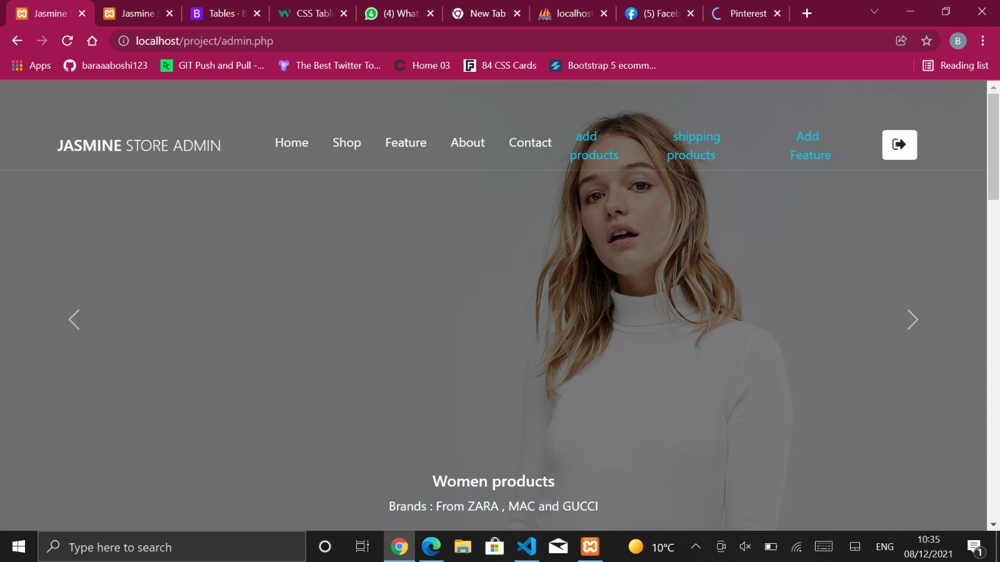 Jasmine S
Jasmine S
Tables · B
CSS Tabl
(4) What
New Tab
localhost
(5) Faceb
Pinterest
localhost/project/admin.php
B
Apps
baraaaboshi123
GIT Push and Pull -...
The Best Twitter To...
Home 03
84 CSS Cards
Bootstrap 5 ecomm...
Reading list
JASMINE STORE ADMIN
Home
Shop
Feature
About
Contact
add
products
shipping
products
Add
Feature
Women products
Brands : From ZARA , MAC and GUCCI
Type here to search
10°C
ENG
10:35
08/12/2021
1